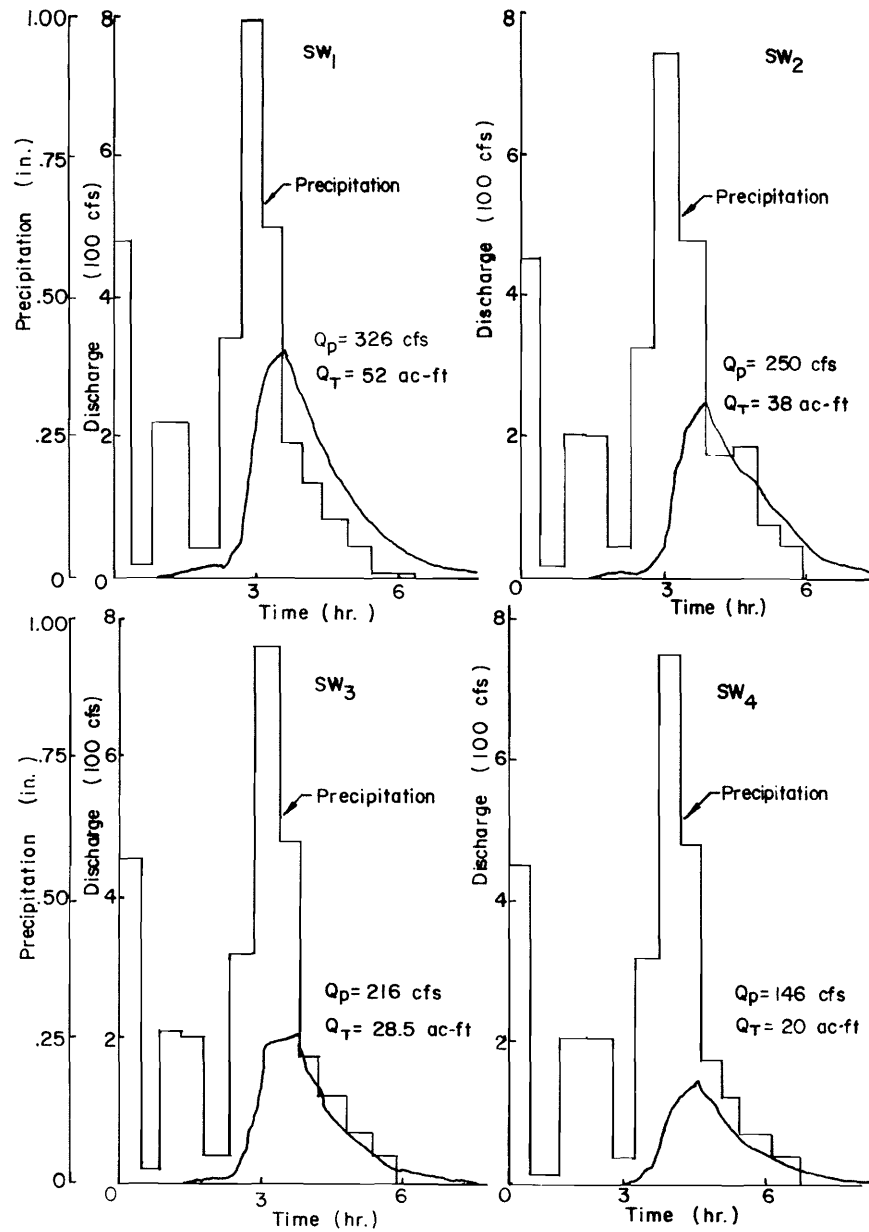 SW1
Precipitation (in.)
1.00
.75
.50
.25
0
Discharge (100 cfs)
8
6
4
2
0
Precipitation
Qp= 326 cfs
QT= 52 ac-ft
3
6
Time (hr.)
SW2
Discharge (100 cfs)
8
6
4
2
0
Precipitation
Qp= 250 cfs
QT= 38 ac-ft
3
6
Time (hr.)
SW3
Precipitation (in.)
1.00
.75
.50
.25
0
Discharge (100 cfs)
8
6
4
2
0
Precipitation
Qp= 216 cfs
QT= 28.5 ac-ft
3
6
Time (hr.)
SW4
Discharge (100 cfs)
8
6
4
2
0
Precipitation
Qp= 146 cfs
QT= 20 ac-ft
3
6
Time (hr.)